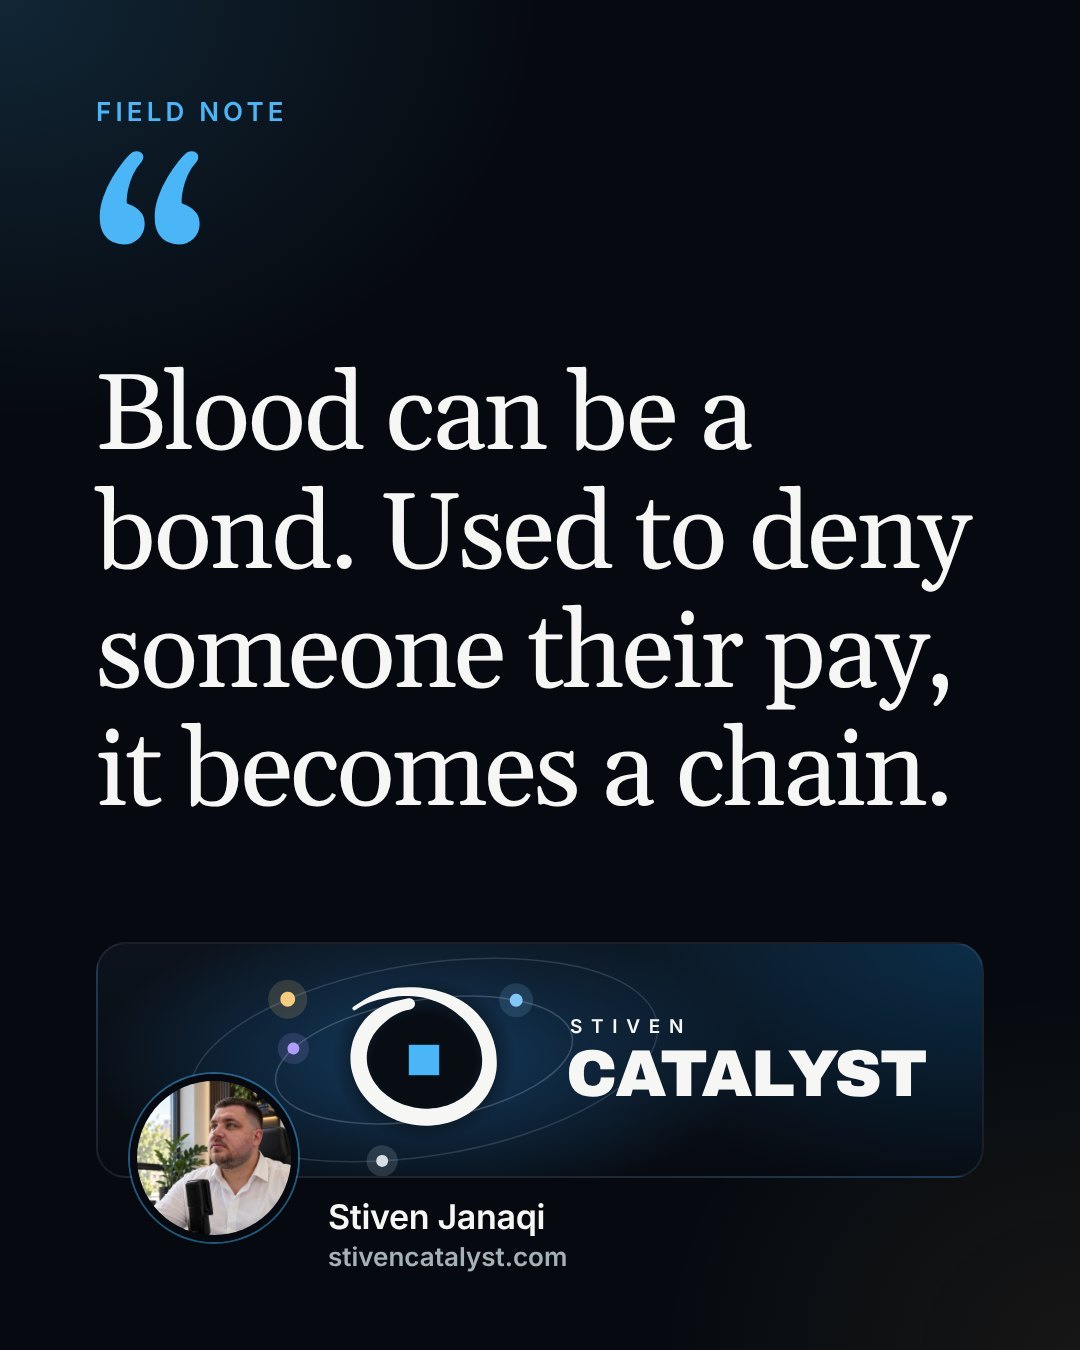 FIELD NOTE
“
Blood can be a
bond. Used to deny
someone their pay,
it becomes a chain.
STIVEN
CATALYST
Stiven Janaqi
stivencatalyst.com